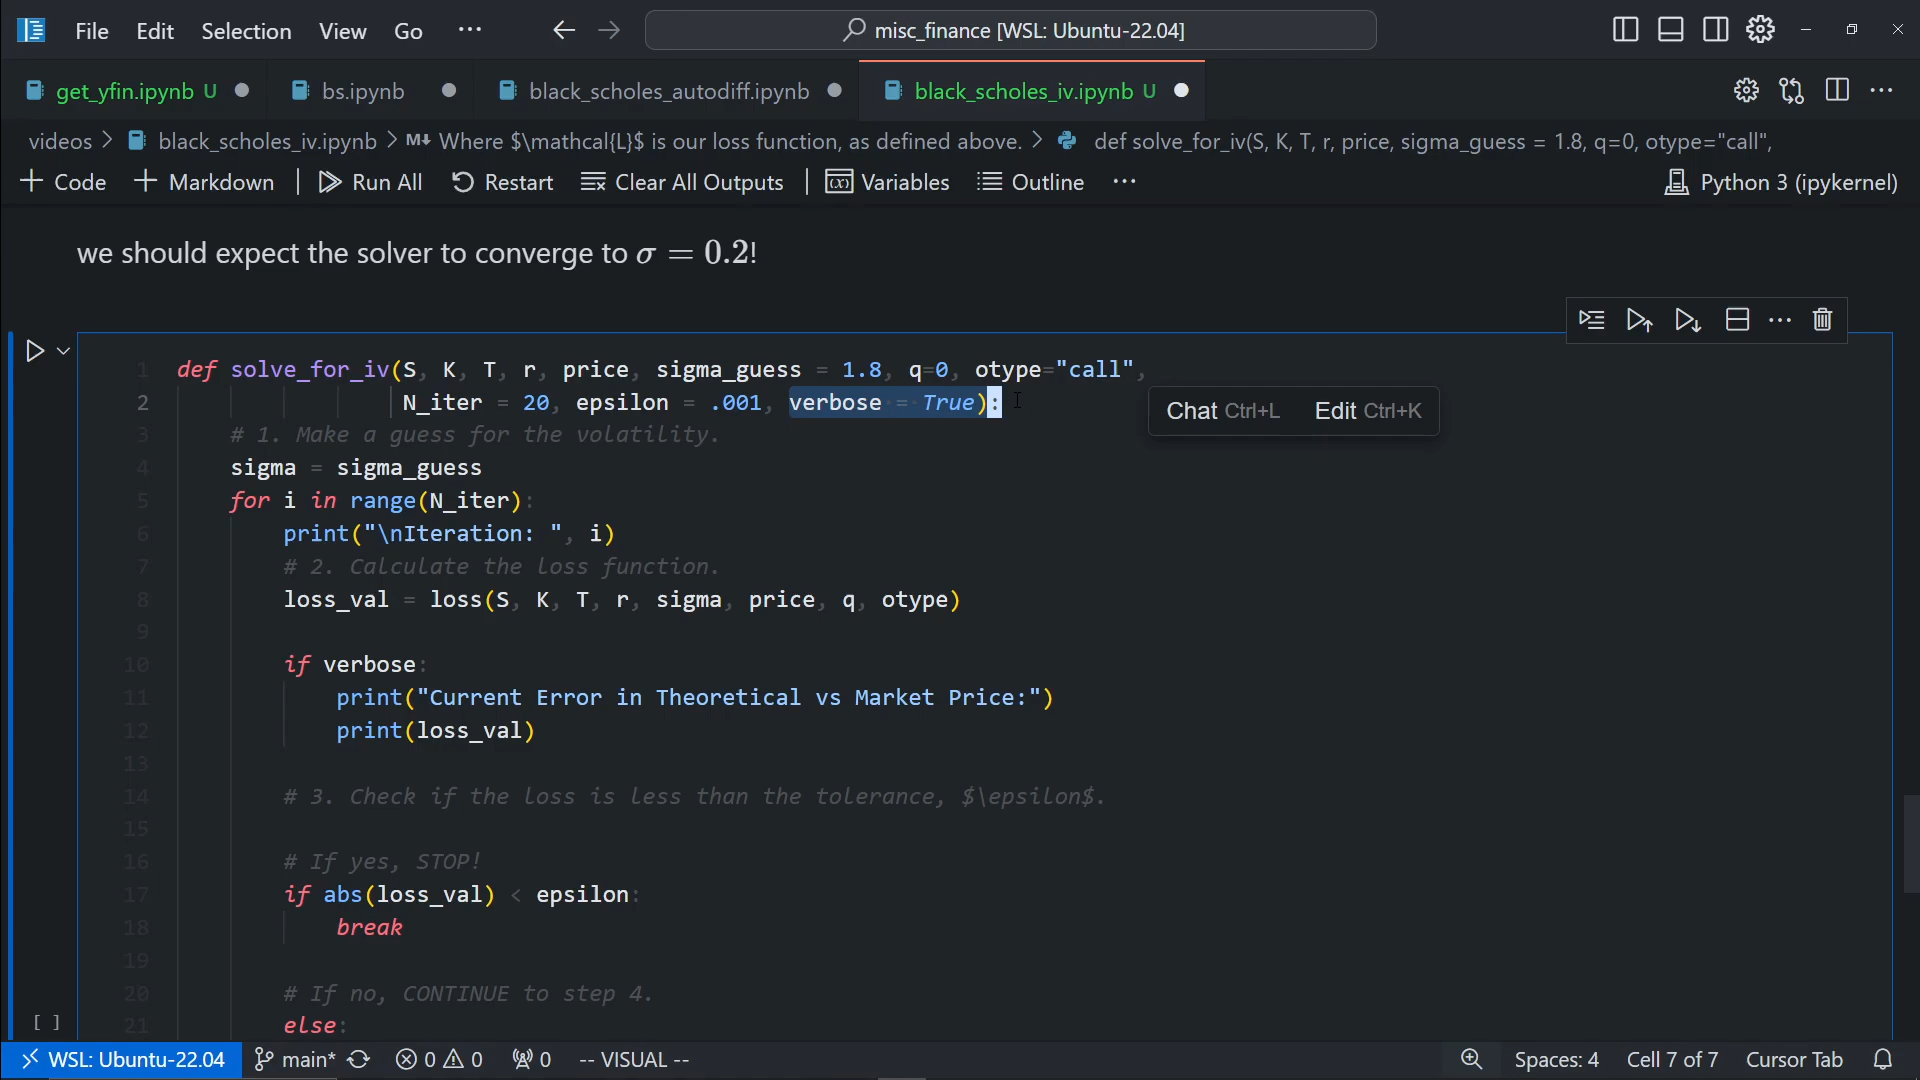 File Edit Selection View Go ··· misc_finance [WSL: Ubuntu-22.04]
get_yfin.ipynb U bs.ipynb black_scholes_autodiff.ipynb black_scholes_iv.ipynb U
videos > black_scholes_iv.ipynb > M↓ Where $\mathcal{L}$ is our loss function, as defined above. > def solve_for_iv(S, K, T, r, price, sigma_guess = 1.8, q=0, otype="call",
+ Code + Markdown | Run All Restart Clear All Outputs | Variables Outline ··· Python 3 (ipykernel)
we should expect the solver to converge to σ = 0.2!
1 def solve_for_iv(S, K, T, r, price, sigma_guess = 1.8, q=0, otype="call",
2 N_iter = 20, epsilon = .001, verbose = True):
Chat Ctrl+L Edit Ctrl+K
3 # 1. Make a guess for the volatility.
4 sigma = sigma_guess
5 for i in range(N_iter):
6 print("\nIteration: ", i)
7 # 2. Calculate the loss function.
8 loss_val = loss(S, K, T, r, sigma, price, q, otype)
9
10 if verbose:
11 print("Current Error in Theoretical vs Market Price:")
12 print(loss_val)
13
14 # 3. Check if the loss is less than the tolerance, $\epsilon$.
15
16 # If yes, STOP!
17 if abs(loss_val) < epsilon:
18 break
19
20 # If no, CONTINUE to step 4.
21 else:
[ ]
WSL: Ubuntu-22.04 main* 0 0 0 -- VISUAL -- Spaces: 4 Cell 7 of 7 Cursor Tab